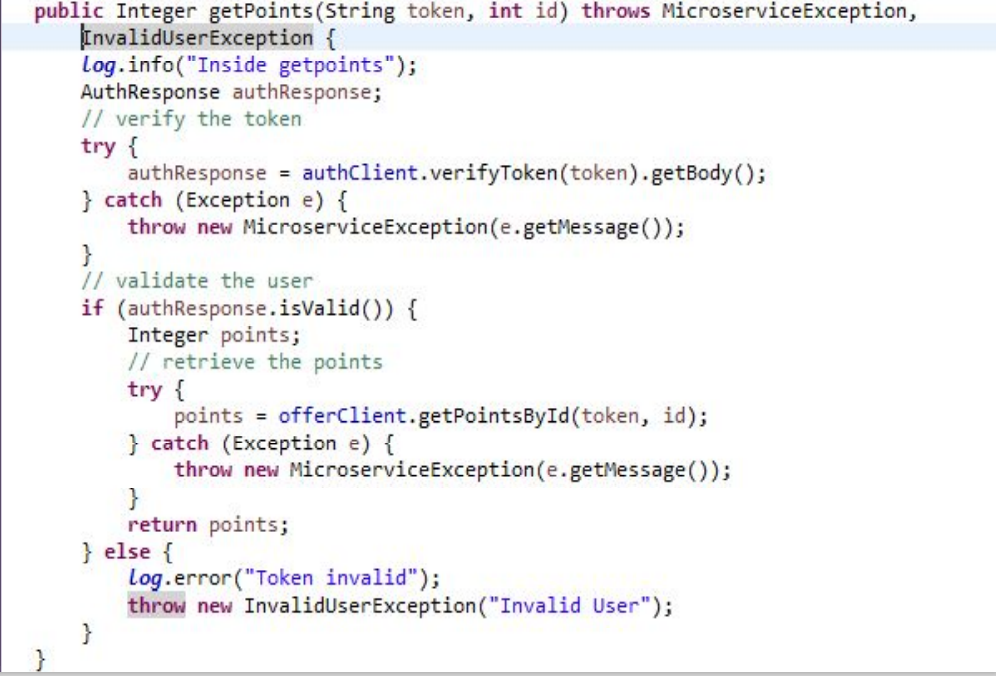 public Integer getPoints(String token, int id) throws MicroserviceException,
InvalidUserException {
log.info("Inside getpoints");
AuthResponse authResponse;
// verify the token
try {
authResponse = authClient.verifyToken(token).getBody();
} catch (Exception e) {
throw new MicroserviceException(e.getMessage());
}
// validate the user
if (authResponse.isValid()) {
Integer points;
// retrieve the points
try {
points = offerClient.getPointsById(token, id);
} catch (Exception e) {
throw new MicroserviceException(e.getMessage());
}
return points;
} else {
log.error("Token invalid");
throw new InvalidUserException("Invalid User");
}
}